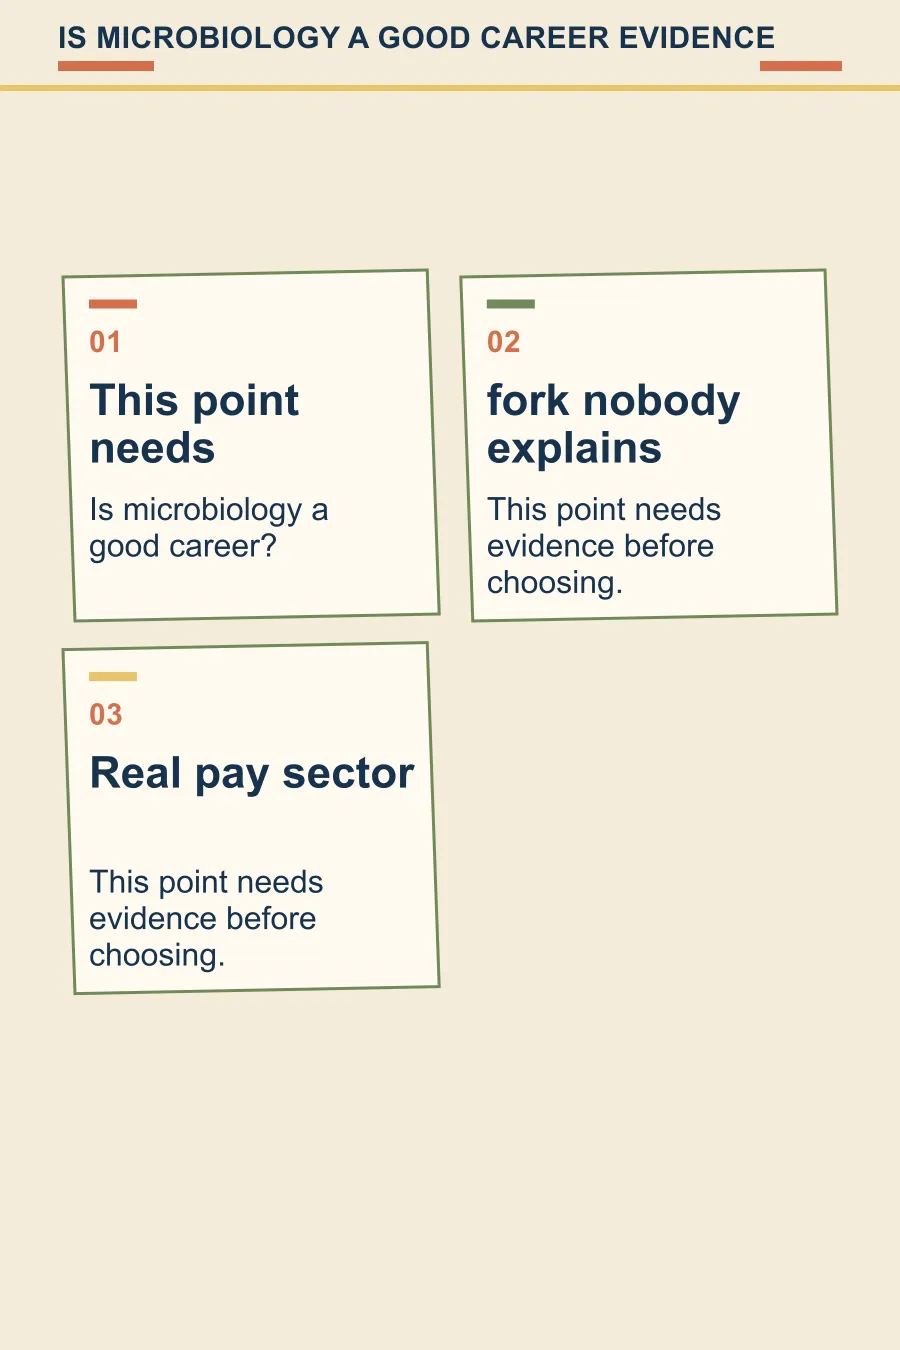 IS MICROBIOLOGY A GOOD CAREER EVIDENCE
01
This point
needs
Is microbiology a
good career?
02
fork nobody
explains
This point needs
evidence before
choosing.
03
Real pay sector
This point needs
evidence before
choosing.